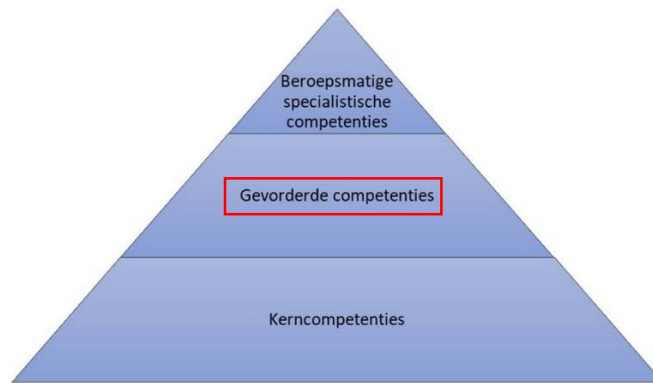 Beroepsmatige
specialistische
competenties
Gevorderde competenties
Kerncompetenties